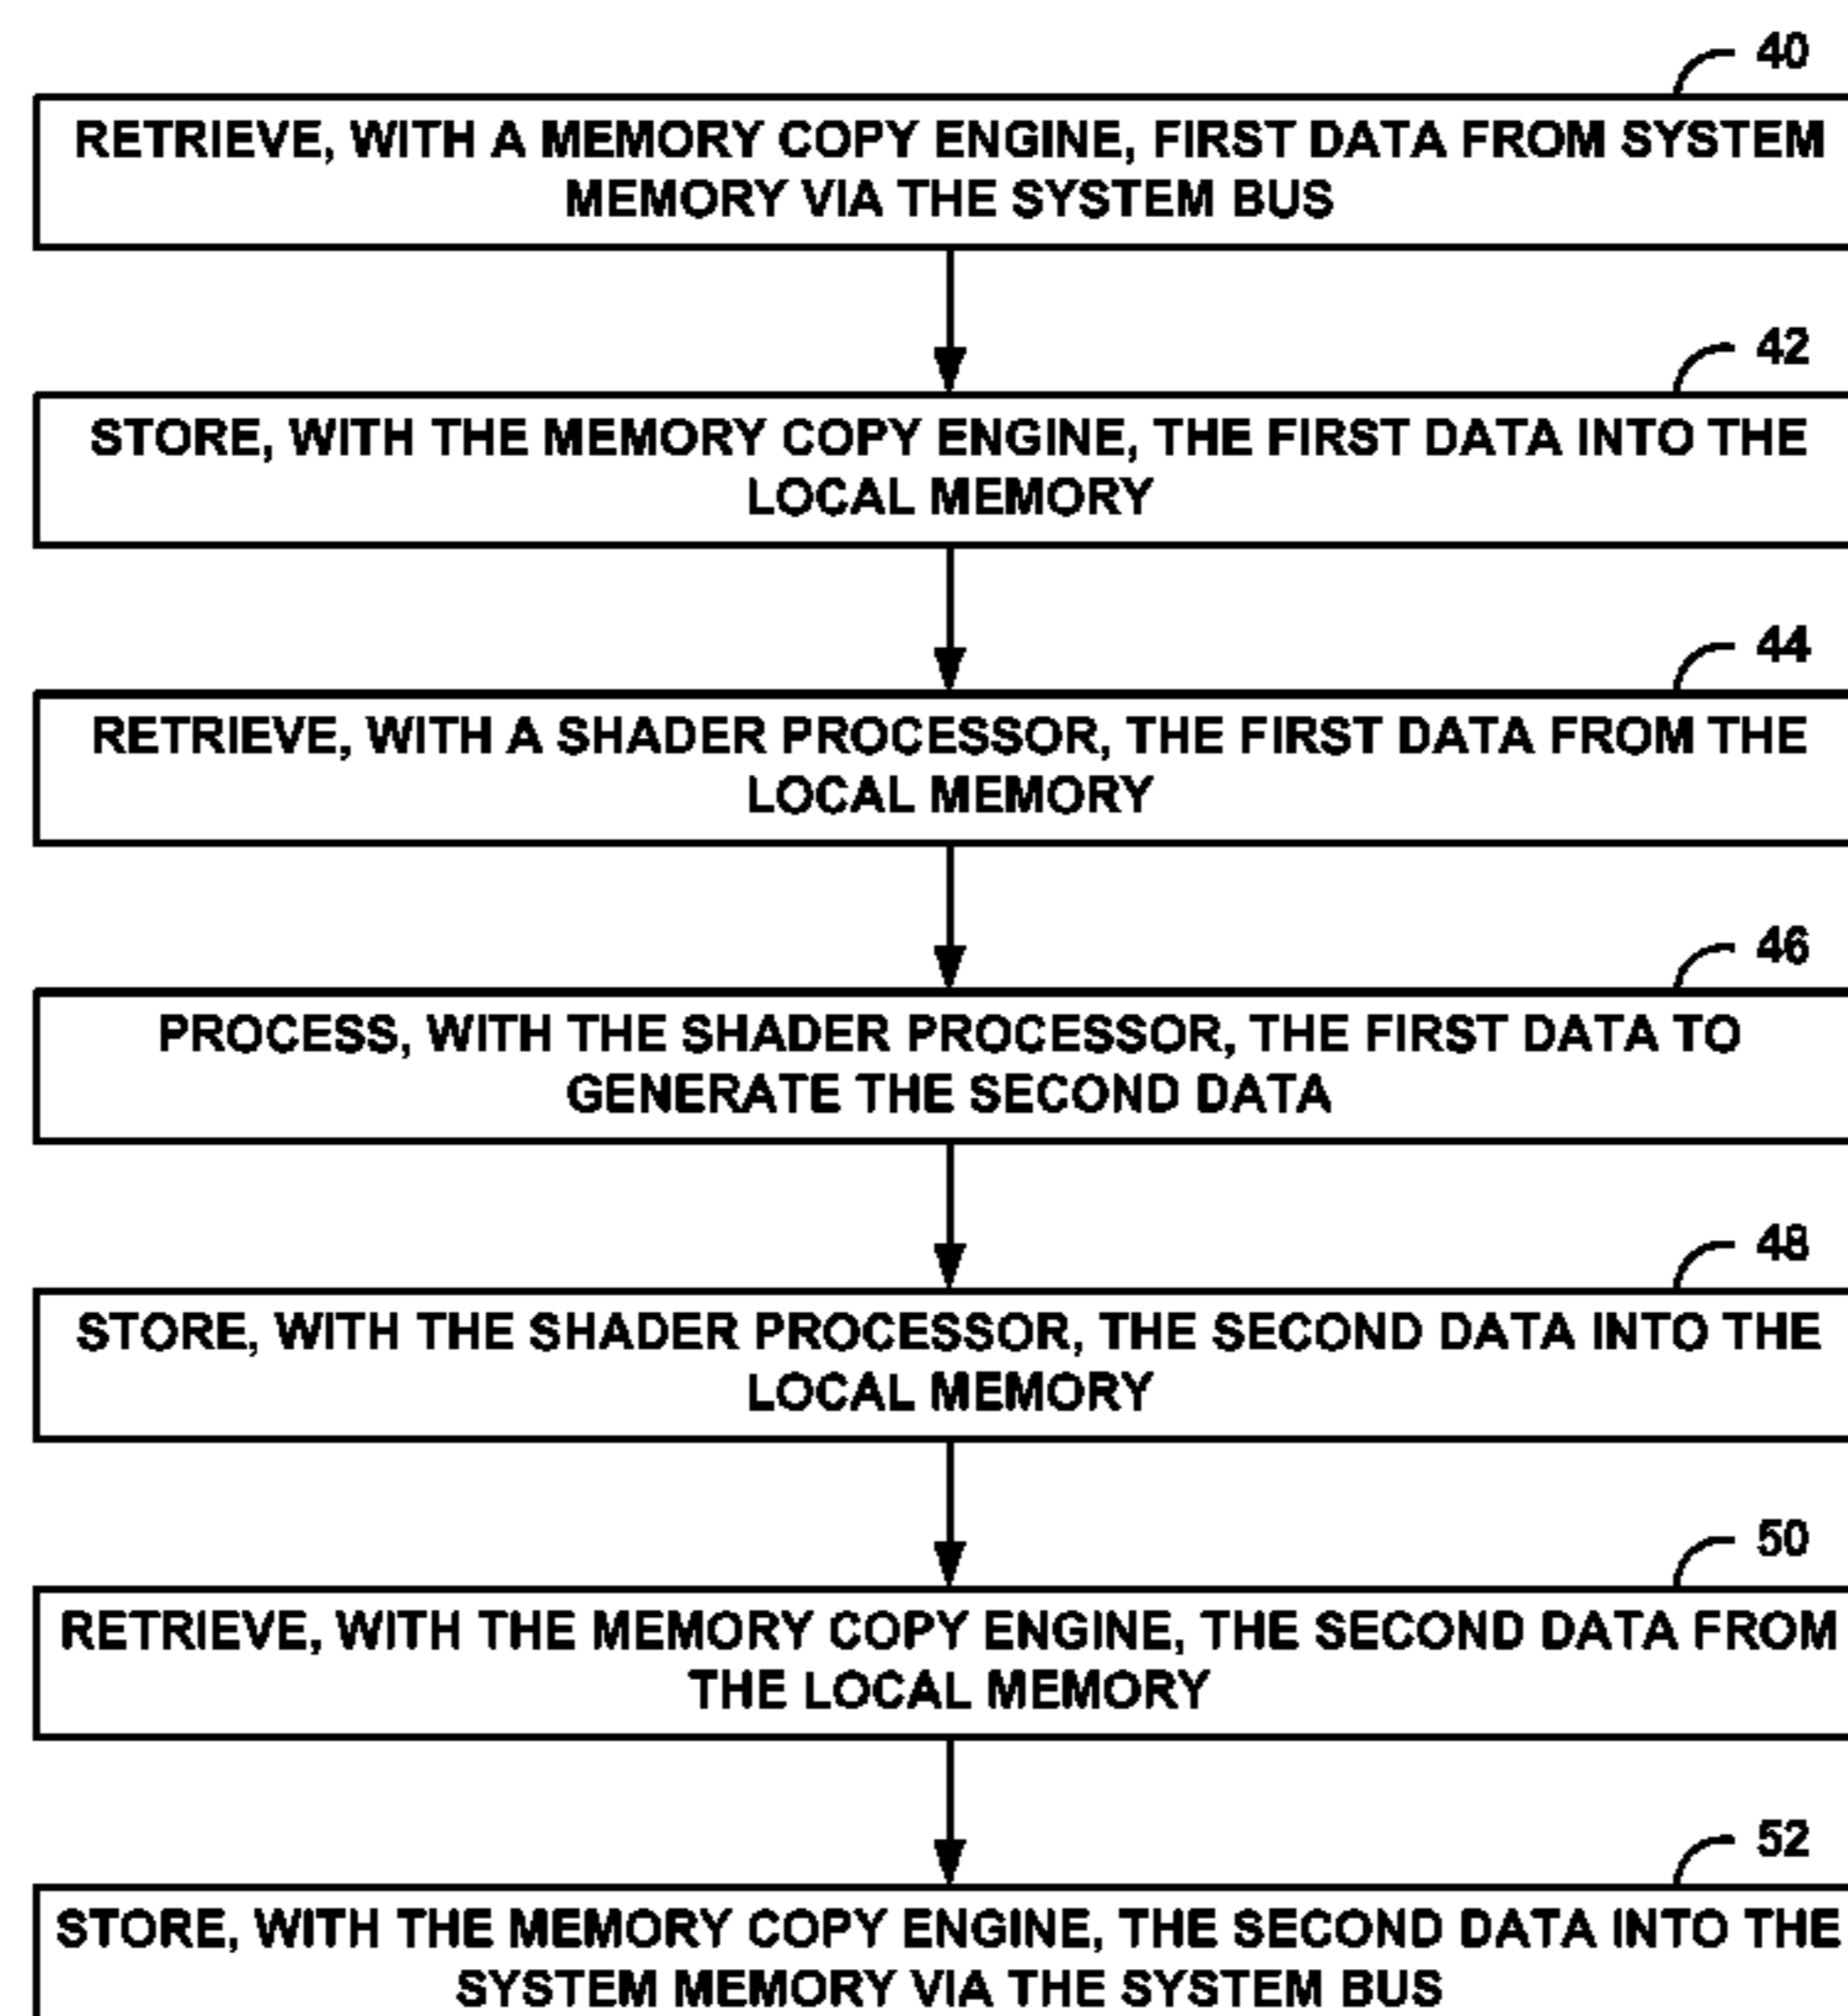 40
RETRIEVE, WITH A MEMORY COPY ENGINE, FIRST DATA FROM SYSTEM
MEMORY VIA THE SYSTEM BUS
42
STORE, WITH THE MEMORY COPY ENGINE, THE FIRST DATA INTO THE
LOCAL MEMORY
44
RETRIEVE, WITH A SHADER PROCESSOR, THE FIRST DATA FROM THE
LOCAL MEMORY
46
PROCESS, WITH THE SHADER PROCESSOR, THE FIRST DATA TO
GENERATE THE SECOND DATA
48
STORE, WITH THE SHADER PROCESSOR, THE SECOND DATA INTO THE
LOCAL MEMORY
50
RETRIEVE, WITH THE MEMORY COPY ENGINE, THE SECOND DATA FROM
THE LOCAL MEMORY
52
STORE, WITH THE MEMORY COPY ENGINE, THE SECOND DATA INTO THE
SYSTEM MEMORY VIA THE SYSTEM BUS